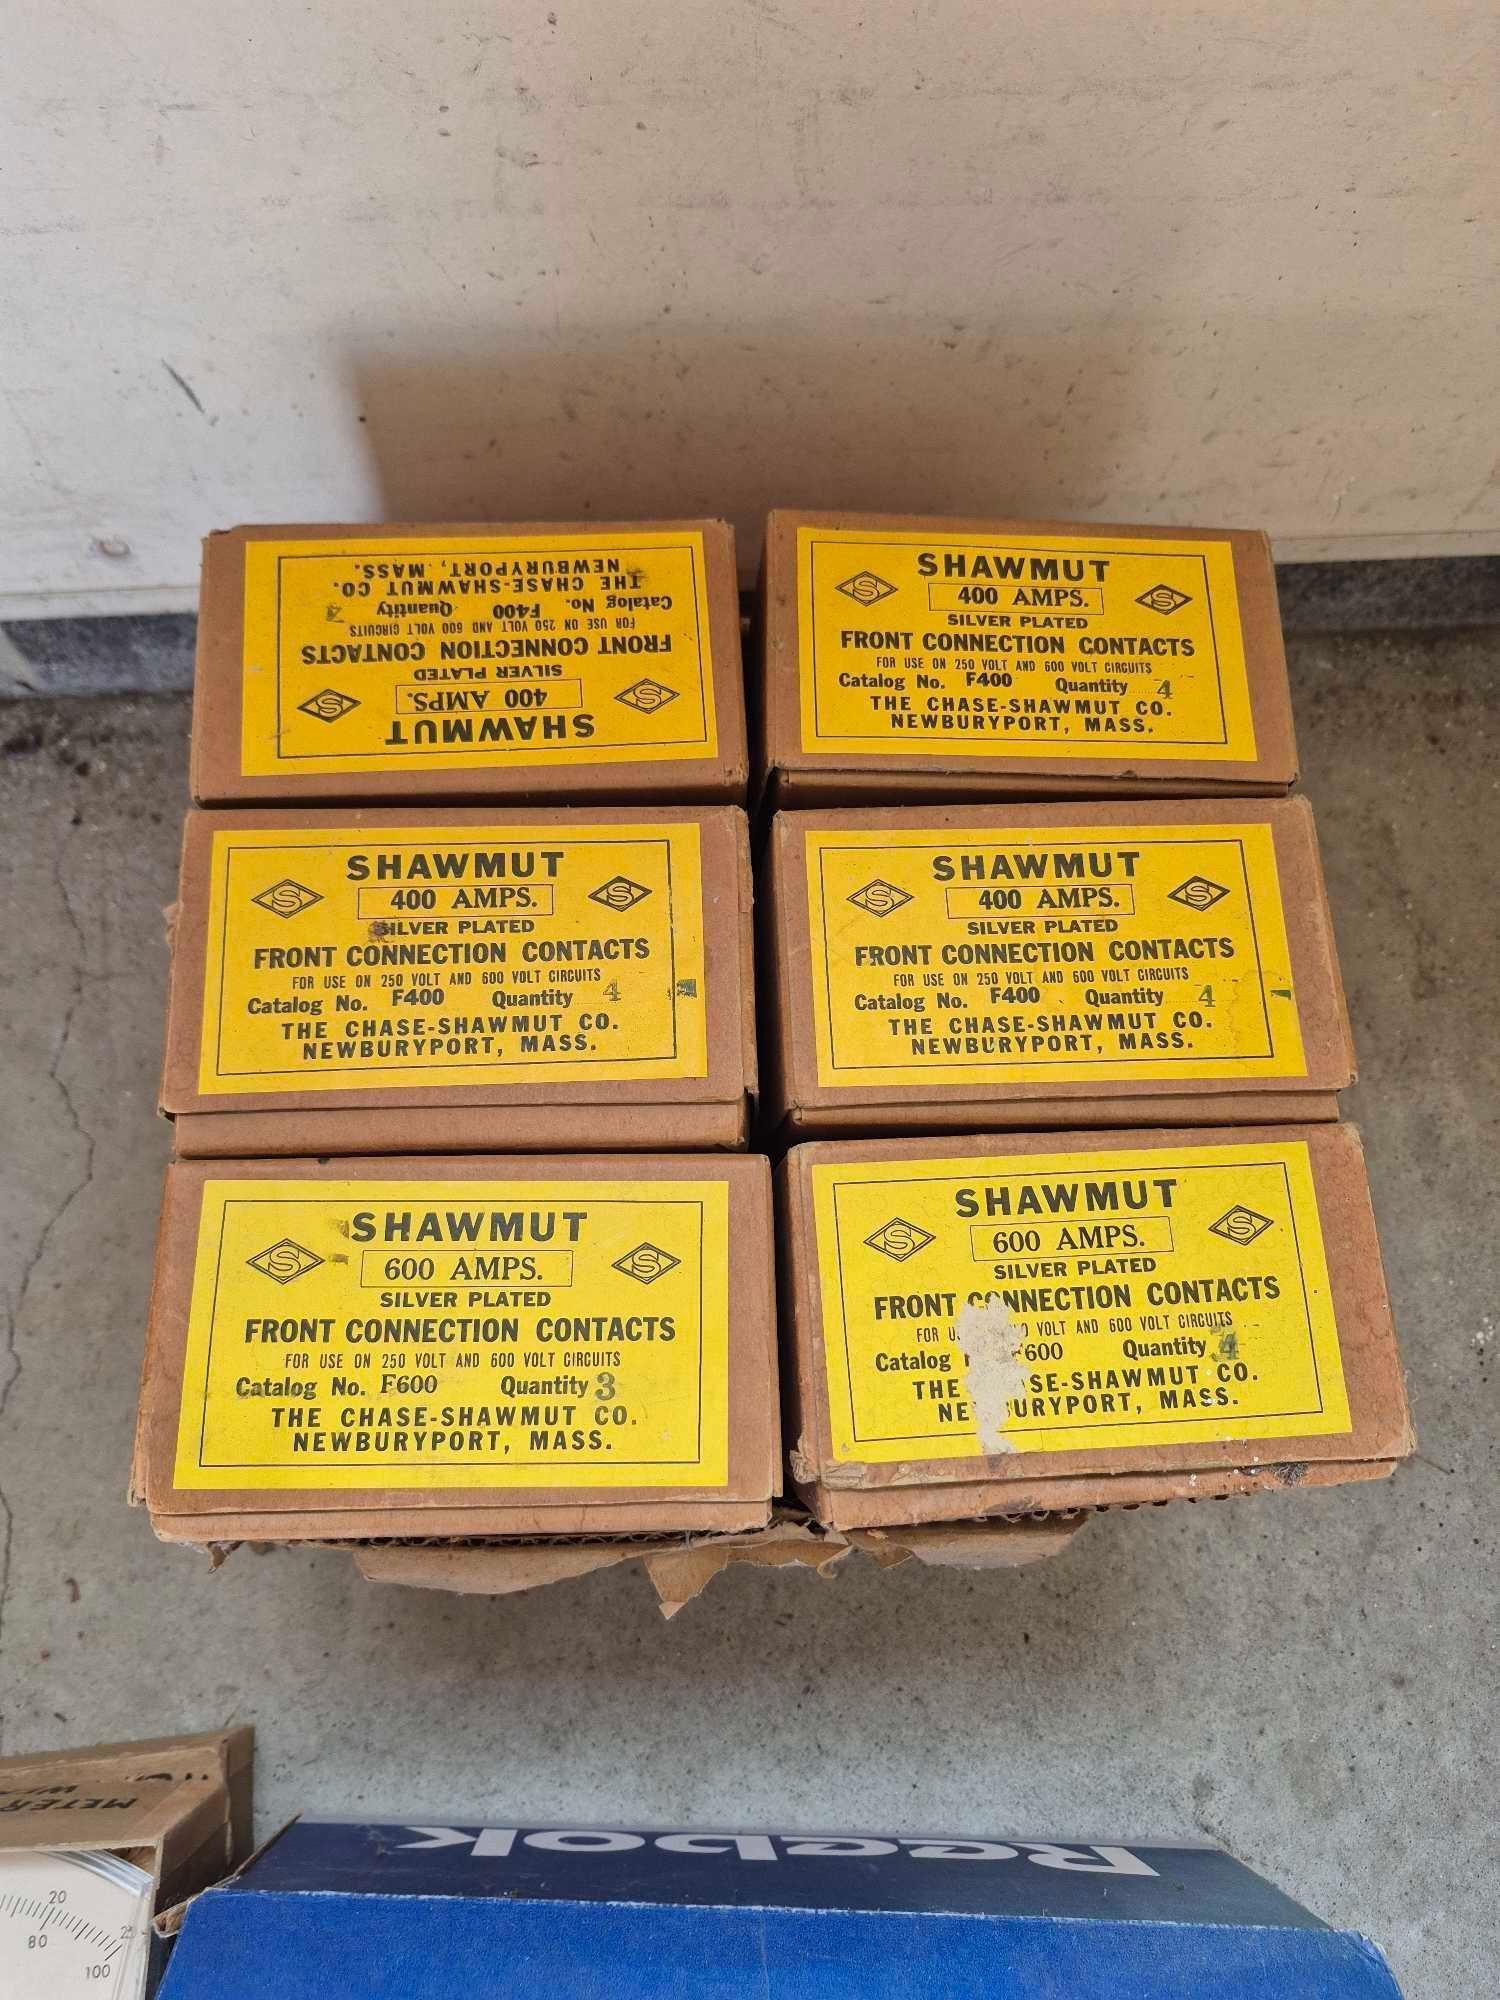 SHAWMUT
400 AMPS.
SILVER PLATED
FRONT CONNECTION CONTACTS
FOR USE ON 250 VOLT AND 600 VOLT CIRCUITS
Catalog No. F400 Quantity 4
THE CHASE-SHAWMUT CO.
NEWBURYPORT, MASS.
SHAWMUT
400 AMPS.
SILVER PLATED
FRONT CONNECTION CONTACTS
FOR USE ON 250 VOLT AND 600 VOLT CIRCUITS
Catalog No. F400 Quantity 4
THE CHASE-SHAWMUT CO.
NEWBURYPORT, MASS.
SHAWMUT
400 AMPS.
SILVER PLATED
FRONT CONNECTION CONTACTS
FOR USE ON 250 VOLT AND 600 VOLT CIRCUITS
Catalog No. F400 Quantity 4
THE CHASE-SHAWMUT CO.
NEWBURYPORT, MASS.
SHAWMUT
400 AMPS.
SILVER PLATED
FRONT CONNECTION CONTACTS
FOR USE ON 250 VOLT AND 600 VOLT CIRCUITS
Catalog No. F400 Quantity 4
THE CHASE-SHAWMUT CO.
NEWBURYPORT, MASS.
SHAWMUT
600 AMPS.
SILVER PLATED
FRONT CONNECTION CONTACTS
FOR USE ON 250 VOLT AND 600 VOLT CIRCUITS
Catalog No. F600 Quantity 3
THE CHASE-SHAWMUT CO.
NEWBURYPORT, MASS.
SHAWMUT
600 AMPS.
SILVER PLATED
FRONT CONNECTION CONTACTS
FOR VOLT AND 600 VOLT CIRCUITS
Catalog F600 Quantity 4
THE CHASE-SHAWMUT CO.
NEWBURYPORT, MASS.
METER
Reebok
20
80
100